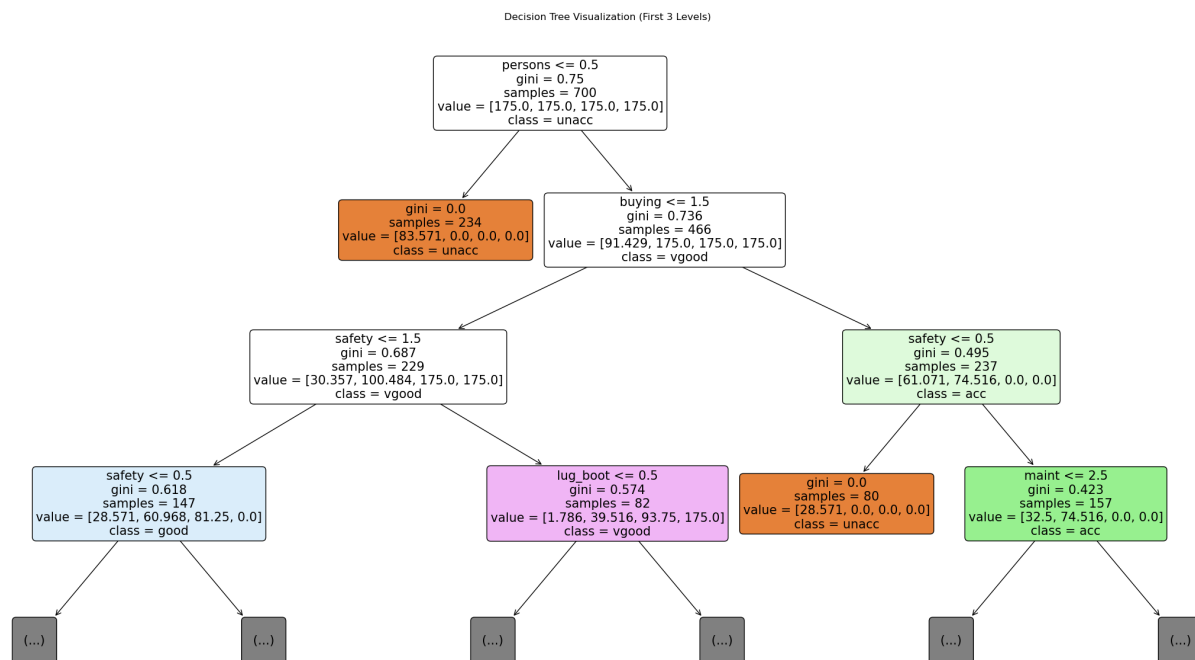 Decision Tree Visualization (First 3 Levels)
persons <= 0.5
gini = 0.75
samples = 700
value = [175.0, 175.0, 175.0, 175.0]
class = unacc
gini = 0.0
samples = 234
value = [83.571, 0.0, 0.0, 0.0]
class = unacc
buying <= 1.5
gini = 0.736
samples = 466
value = [91.429, 175.0, 175.0, 175.0]
class = vgood
safety <= 1.5
gini = 0.687
samples = 229
value = [30.357, 100.484, 175.0, 175.0]
class = vgood
safety <= 0.5
gini = 0.495
samples = 237
value = [61.071, 74.516, 0.0, 0.0]
class = acc
safety <= 0.5
gini = 0.618
samples = 147
value = [28.571, 60.968, 81.25, 0.0]
class = good
lug_boot <= 0.5
gini = 0.574
samples = 82
value = [1.786, 39.516, 93.75, 175.0]
class = vgood
gini = 0.0
samples = 80
value = [28.571, 0.0, 0.0, 0.0]
class = unacc
maint <= 2.5
gini = 0.423
samples = 157
value = [32.5, 74.516, 0.0, 0.0]
class = acc
(...)
(...)
(...)
(...)
(...)
(...)